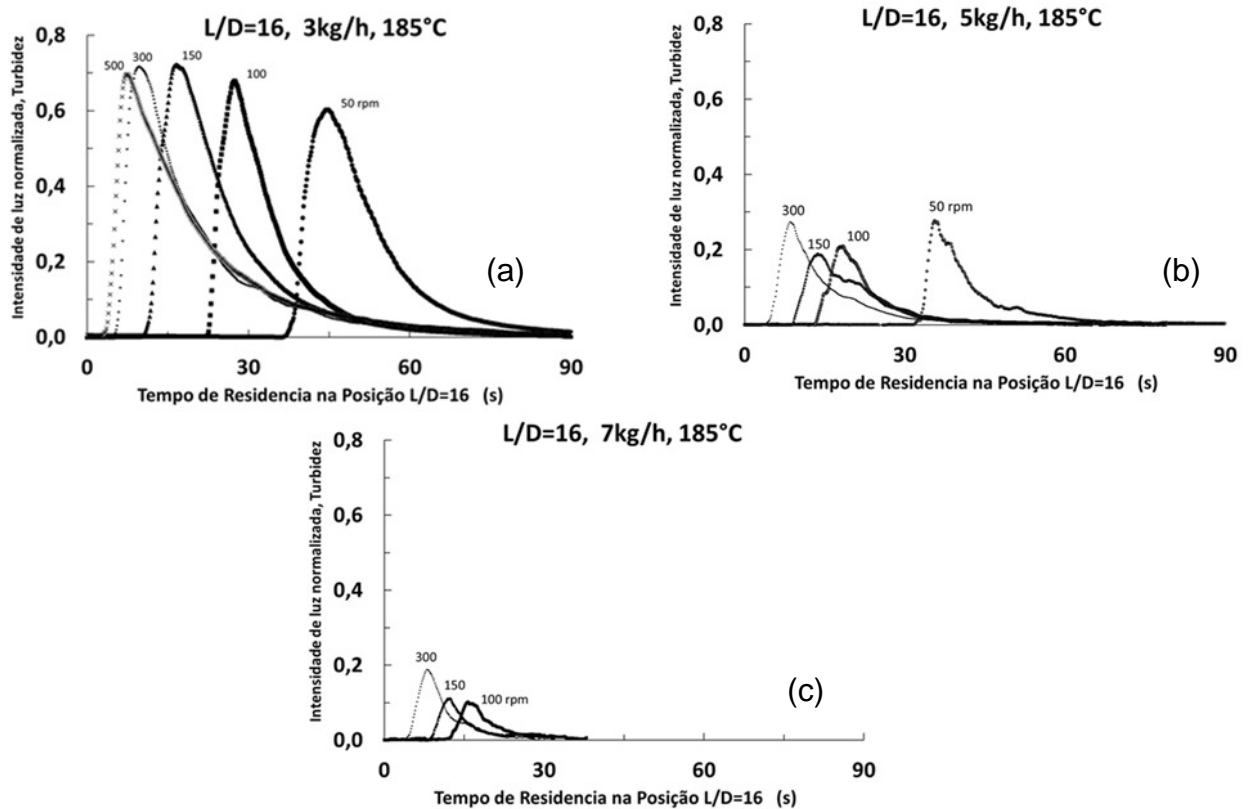 L/D=16, 3kg/h, 185°C
Intensidade de luz normalizada, Turbidez
0,8
0,6
0,4
0,2
0,0
500
300
150
100
50 rpm
(a)
0
30
60
90
Tempo de Residencia na Posição L/D=16 (s)
L/D=16, 5kg/h, 185°C
Intensidade de luz normalizada, Turbidez
0,8
0,6
0,4
0,2
0,0
300
150
100
50 rpm
(b)
0
30
60
90
Tempo de Residencia na Posição L/D=16 (s)
L/D=16, 7kg/h, 185°C
Intensidade de luz normalizada, Turbidez
0,8
0,6
0,4
0,2
0,0
300
150
100 rpm
(c)
0
30
60
90
Tempo de Residencia na Posição L/D=16 (s)